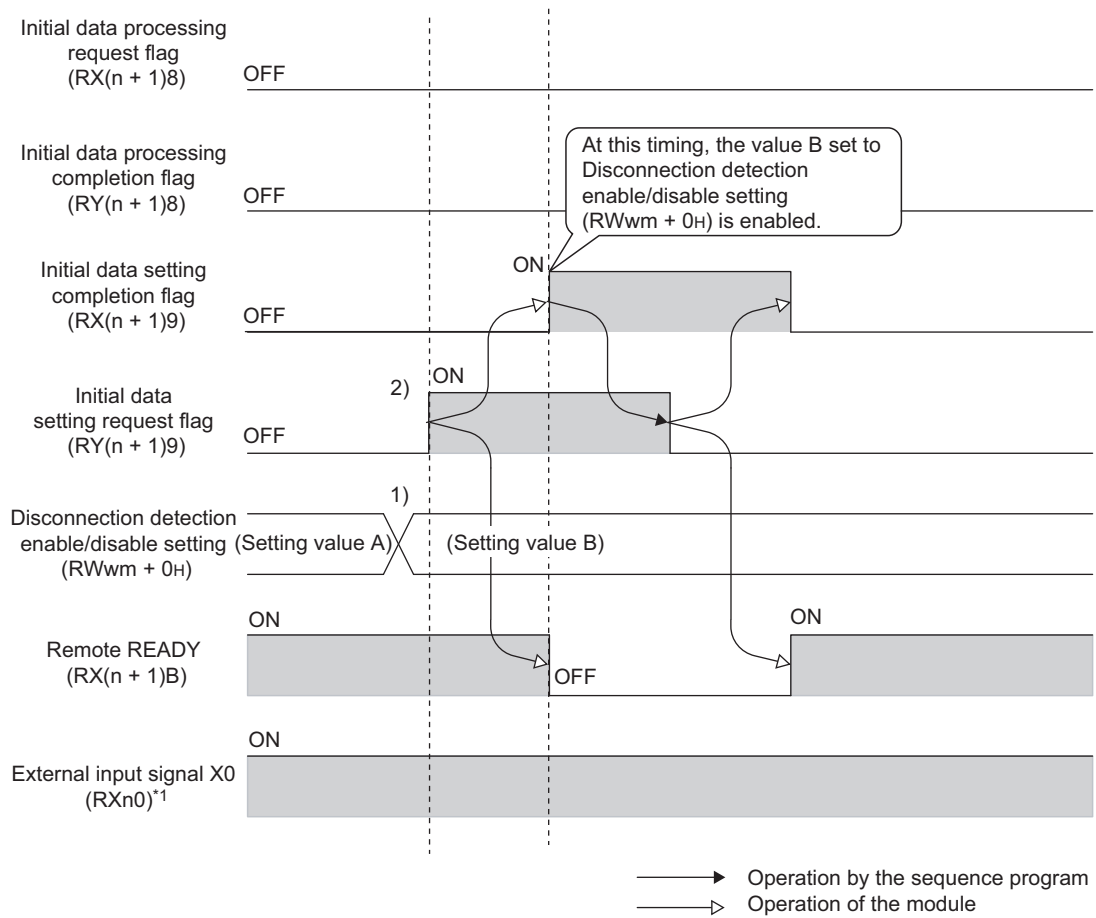 Initial data processing
request flag
(RX(n + 1)8)
OFF
Initial data processing
completion flag
(RY(n + 1)8)
OFF
At this timing, the value B set to
Disconnection detection
enable/disable setting
(RWwm + 0H) is enabled.
Initial data setting
completion flag
(RX(n + 1)9)
ON
OFF
Initial data
setting request flag
(RY(n + 1)9)
2)
ON
OFF
1)
Disconnection detection
enable/disable setting
(RWwm + 0H)
(Setting value A)
(Setting value B)
Remote READY
(RX(n + 1)B)
ON
OFF
ON
External input signal X0
(RXn0)*1
ON
Operation by the sequence program
Operation of the module